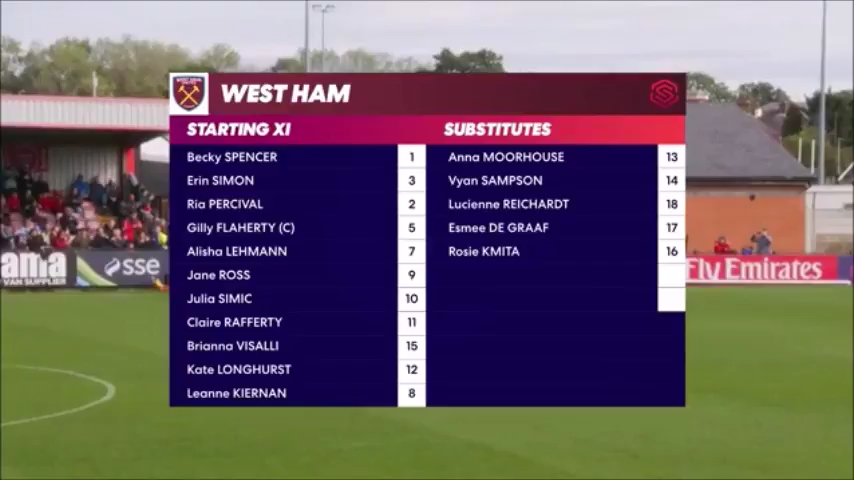 WEST HAM
STARTING XI
SUBSTITUTES
Becky SPENCER 1
Erin SIMON 3
Ria PERCIVAL 2
Gilly FLAHERTY (C) 5
Alisha LEHMANN 7
Jane ROSS 9
Julia SIMIC 10
Claire RAFFERTY 11
Brianna VISALLI 15
Kate LONGHURST 12
Leanne KIERNAN 8
Anna MOORHOUSE 13
Vyan SAMPSON 14
Lucienne REICHARDT 18
Esmee DE GRAAF 17
Rosie KMITA 16
ama
VAN SUPPLIER
sse
Fly Emirates